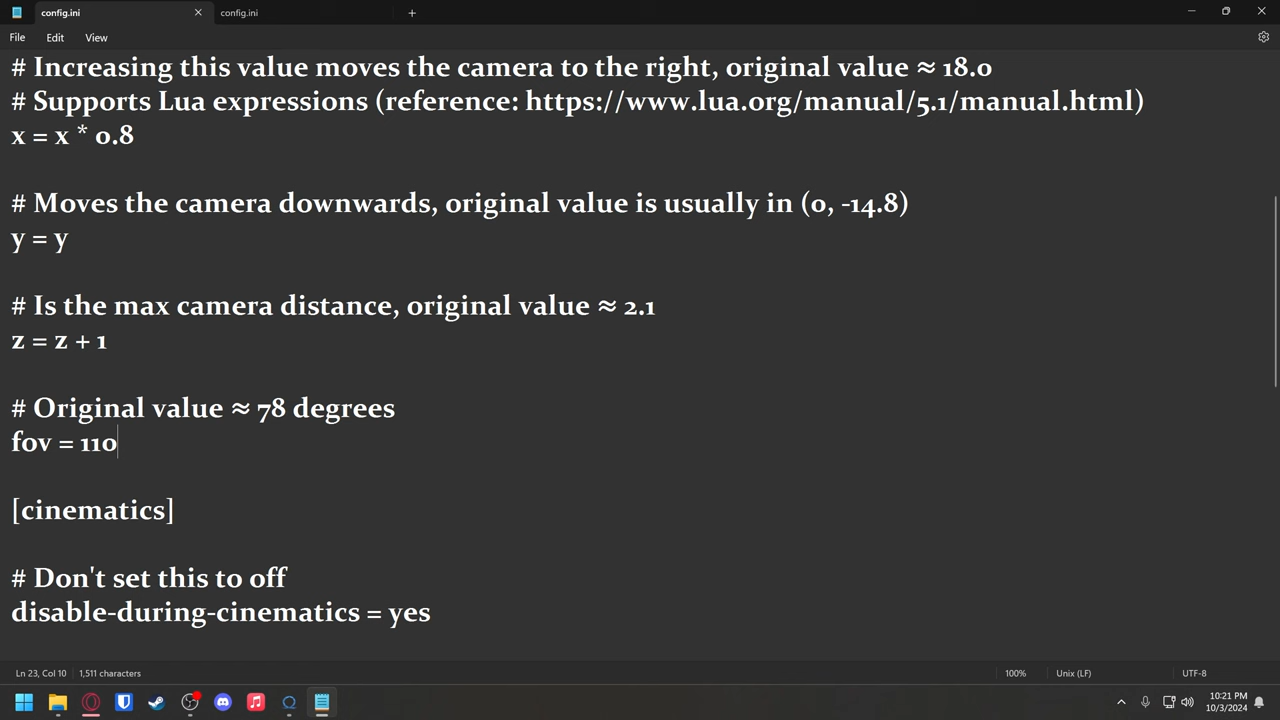 config.ini
config.ini
File Edit View
# Increasing this value moves the camera to the right, original value ≈ 18.0
# Supports Lua expressions (reference: https://www.lua.org/manual/5.1/manual.html)
x = x * 0.8
# Moves the camera downwards, original value is usually in (0, -14.8)
y = y
# Is the max camera distance, original value ≈ 2.1
z = z + 1
# Original value ≈ 78 degrees
fov = 110
[cinematics]
# Don't set this to off
disable-during-cinematics = yes
Ln 23, Col 10 1,511 characters 100% Unix (LF) UTF-8
10:21 PM
10/3/2024